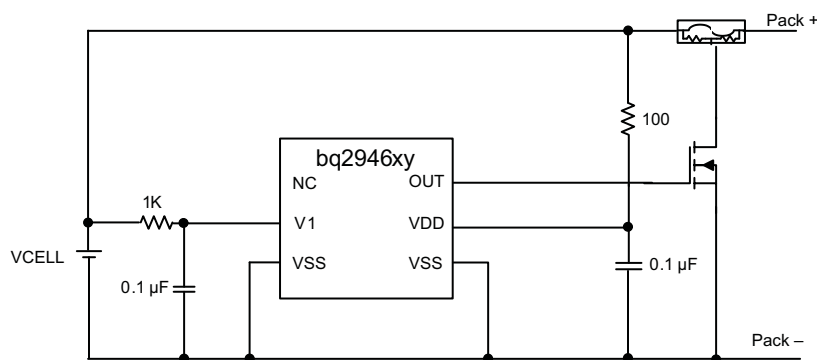 Pack +
100
bq2946xy
NC
OUT
1K
V1
VDD
VCELL
VSS
VSS
0.1 µF
0.1 µF
Pack –